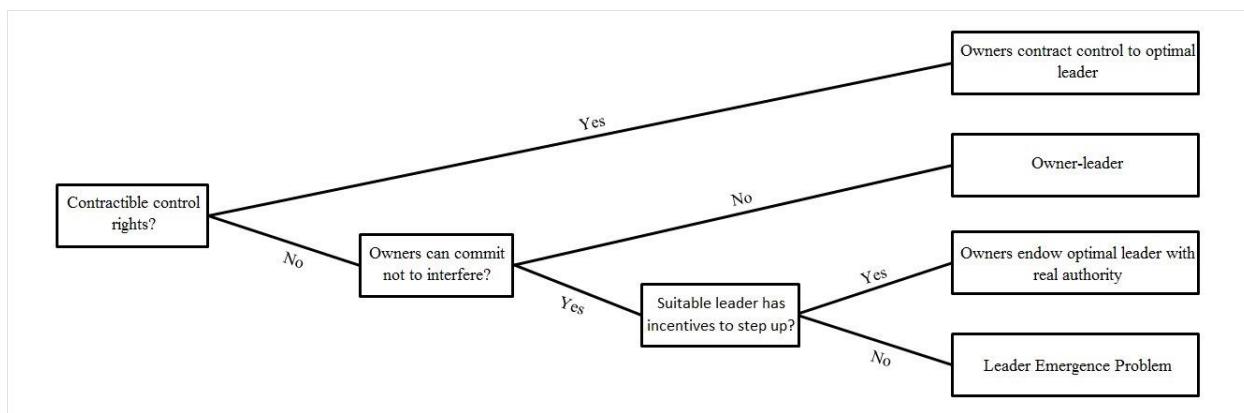 Owners contract control to optimal
leader
Yes
Owner-leader
No
Contractible control
rights?
No
Owners can commit
not to interfere?
Owners endow optimal leader with
real authority
Yes
Yes
Suitable leader has
incentives to step up?
No
Leader Emergence Problem